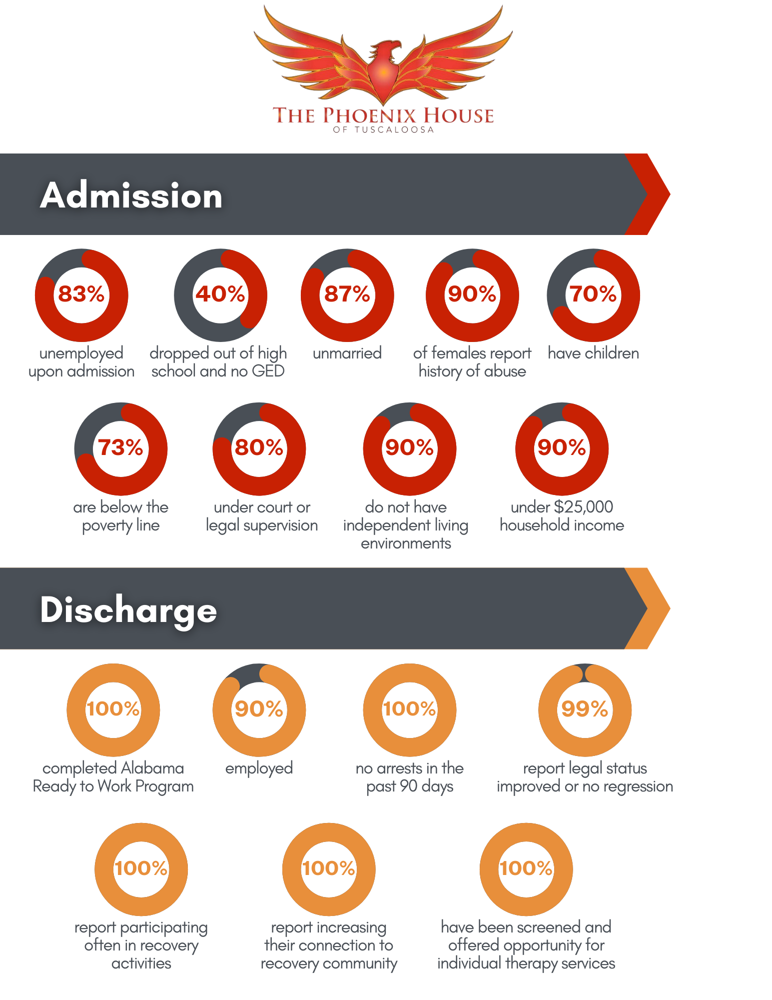 THE PHOENIX HOUSE
OF TUSCALOOSA
Admission
83%
unemployed
upon admission
40%
dropped out of high
school and no GED
87%
unmarried
90%
of females report
history of abuse
70%
have children
73%
are below the
poverty line
80%
under court or
legal supervision
90%
do not have
independent living
environments
90%
under $25,000
household income
Discharge
100%
completed Alabama
Ready to Work Program
90%
employed
100%
no arrests in the
past 90 days
99%
report legal status
improved or no regression
100%
report participating
often in recovery
activities
100%
report increasing
their connection to
recovery community
100%
have been screened and
offered opportunity for
individual therapy services